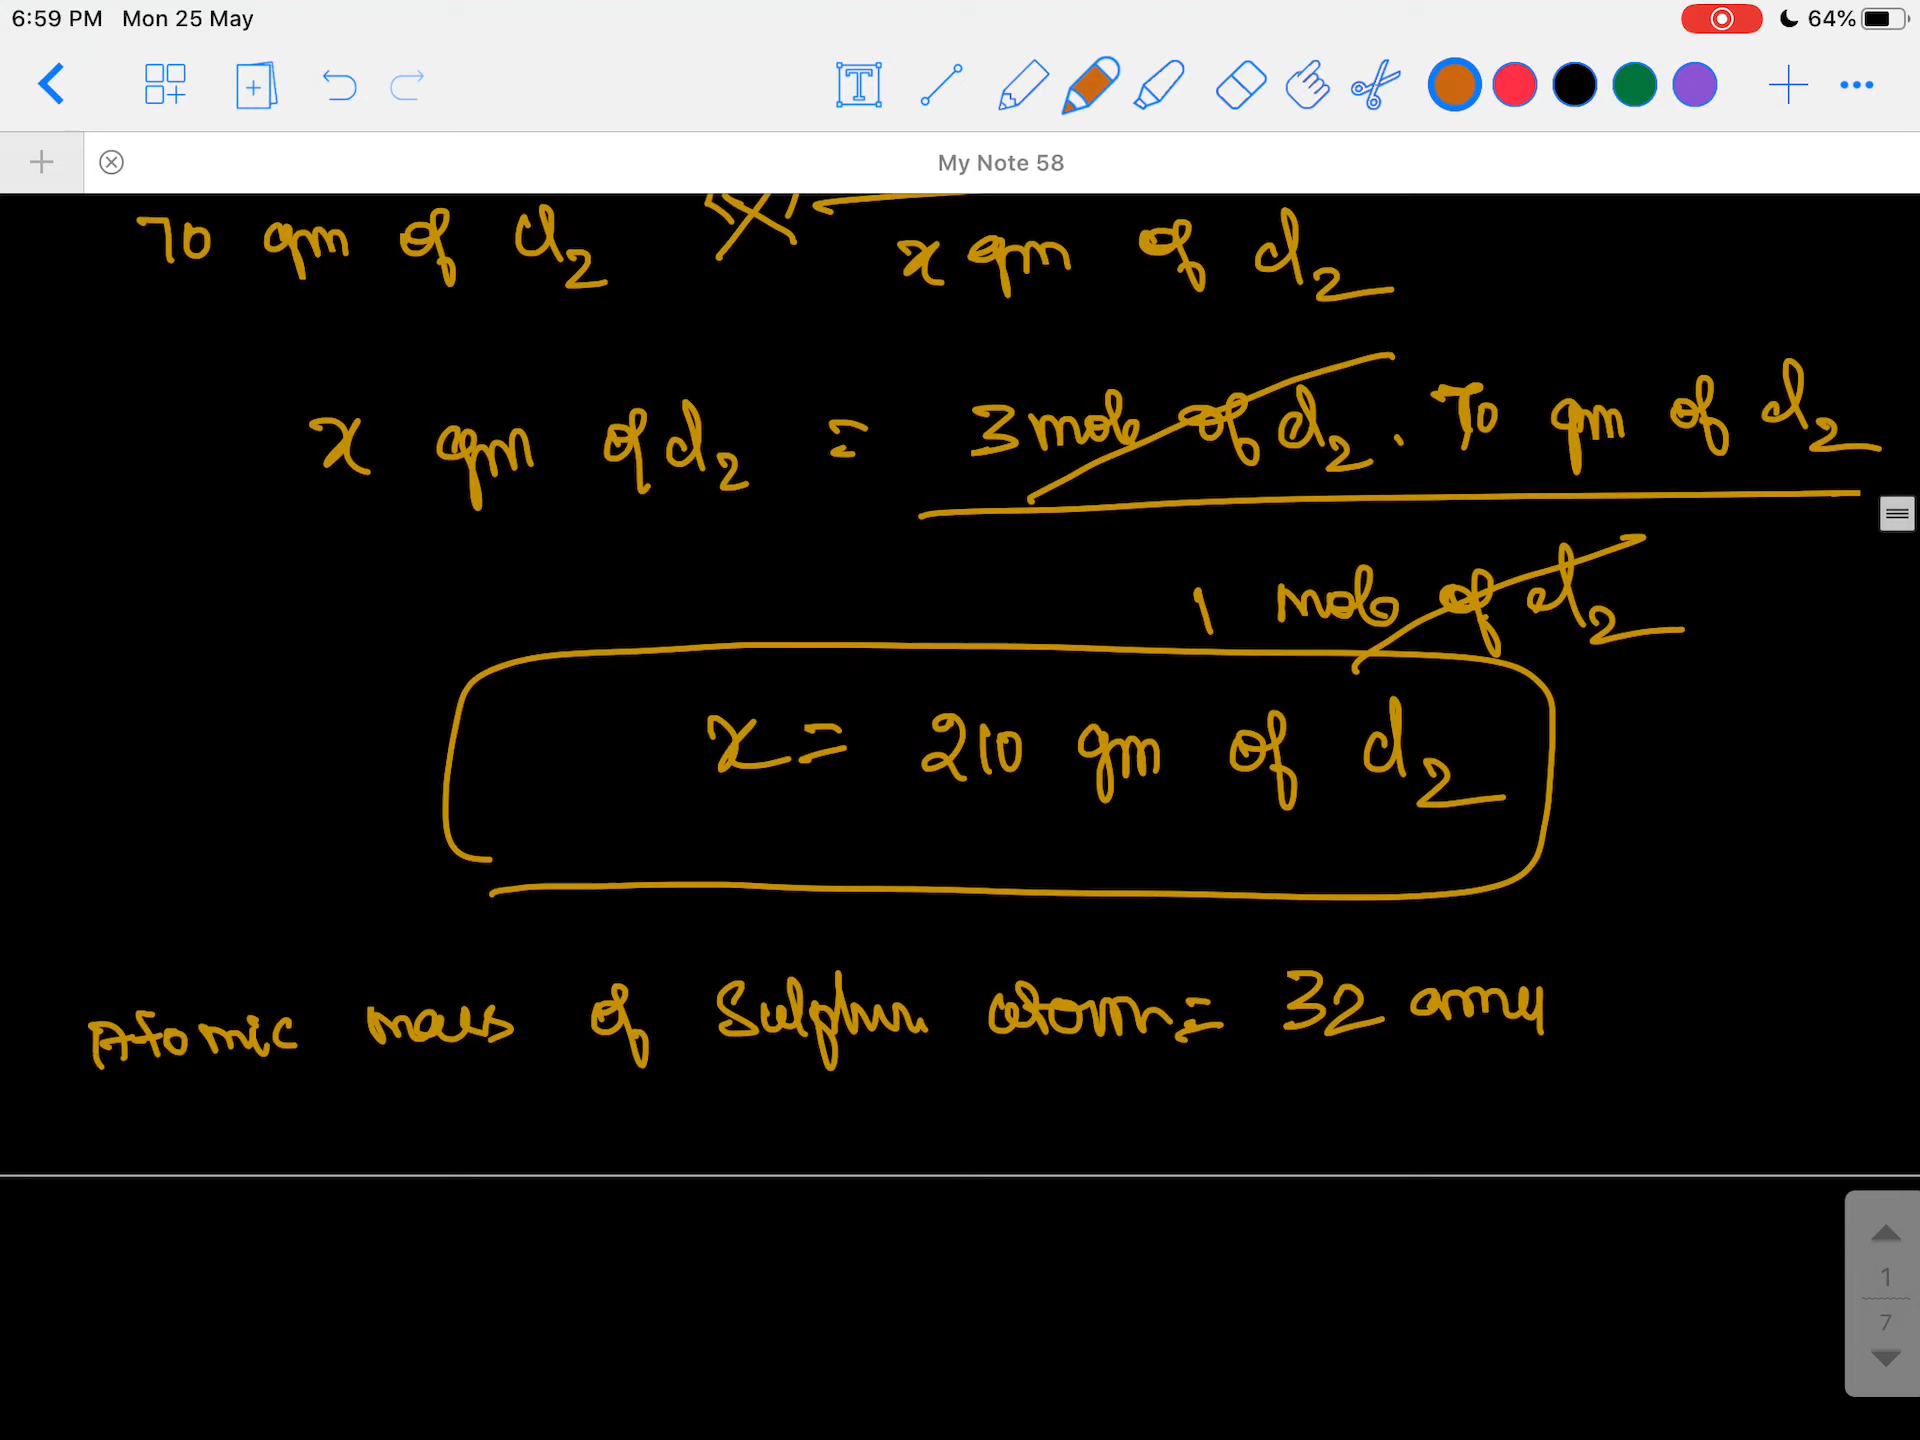 6:59 PM Mon 25 May 64%
My Note 58
70 gm of Cl2 x gm of Cl2
x gm of Cl2 = 3 mole of Cl2 . 70 gm of Cl2
1 mole of Cl2
x = 210 gm of Cl2
Atomic mass of Sulphur atom = 32 amu
1
7